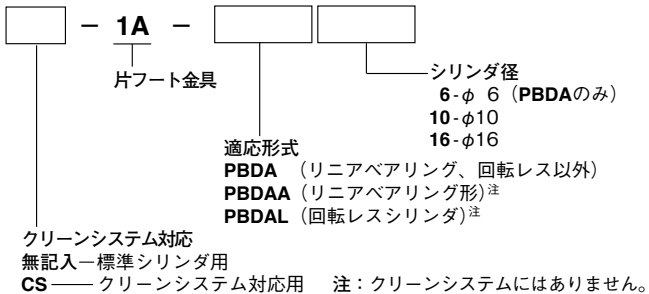 － 1A －
片フート金具
シリンダ径
6-φ 6（PBDAのみ）
10-φ10
16-φ16
適応形式
PBDA （リニアベアリング、回転レス以外）
PBDAA（リニアベアリング形）注
PBDAL（回転レスシリンダ）注
クリーンシステム対応
無記入―標準シリンダ用
CS――クリーンシステム対応用 注：クリーンシステムにはありません。